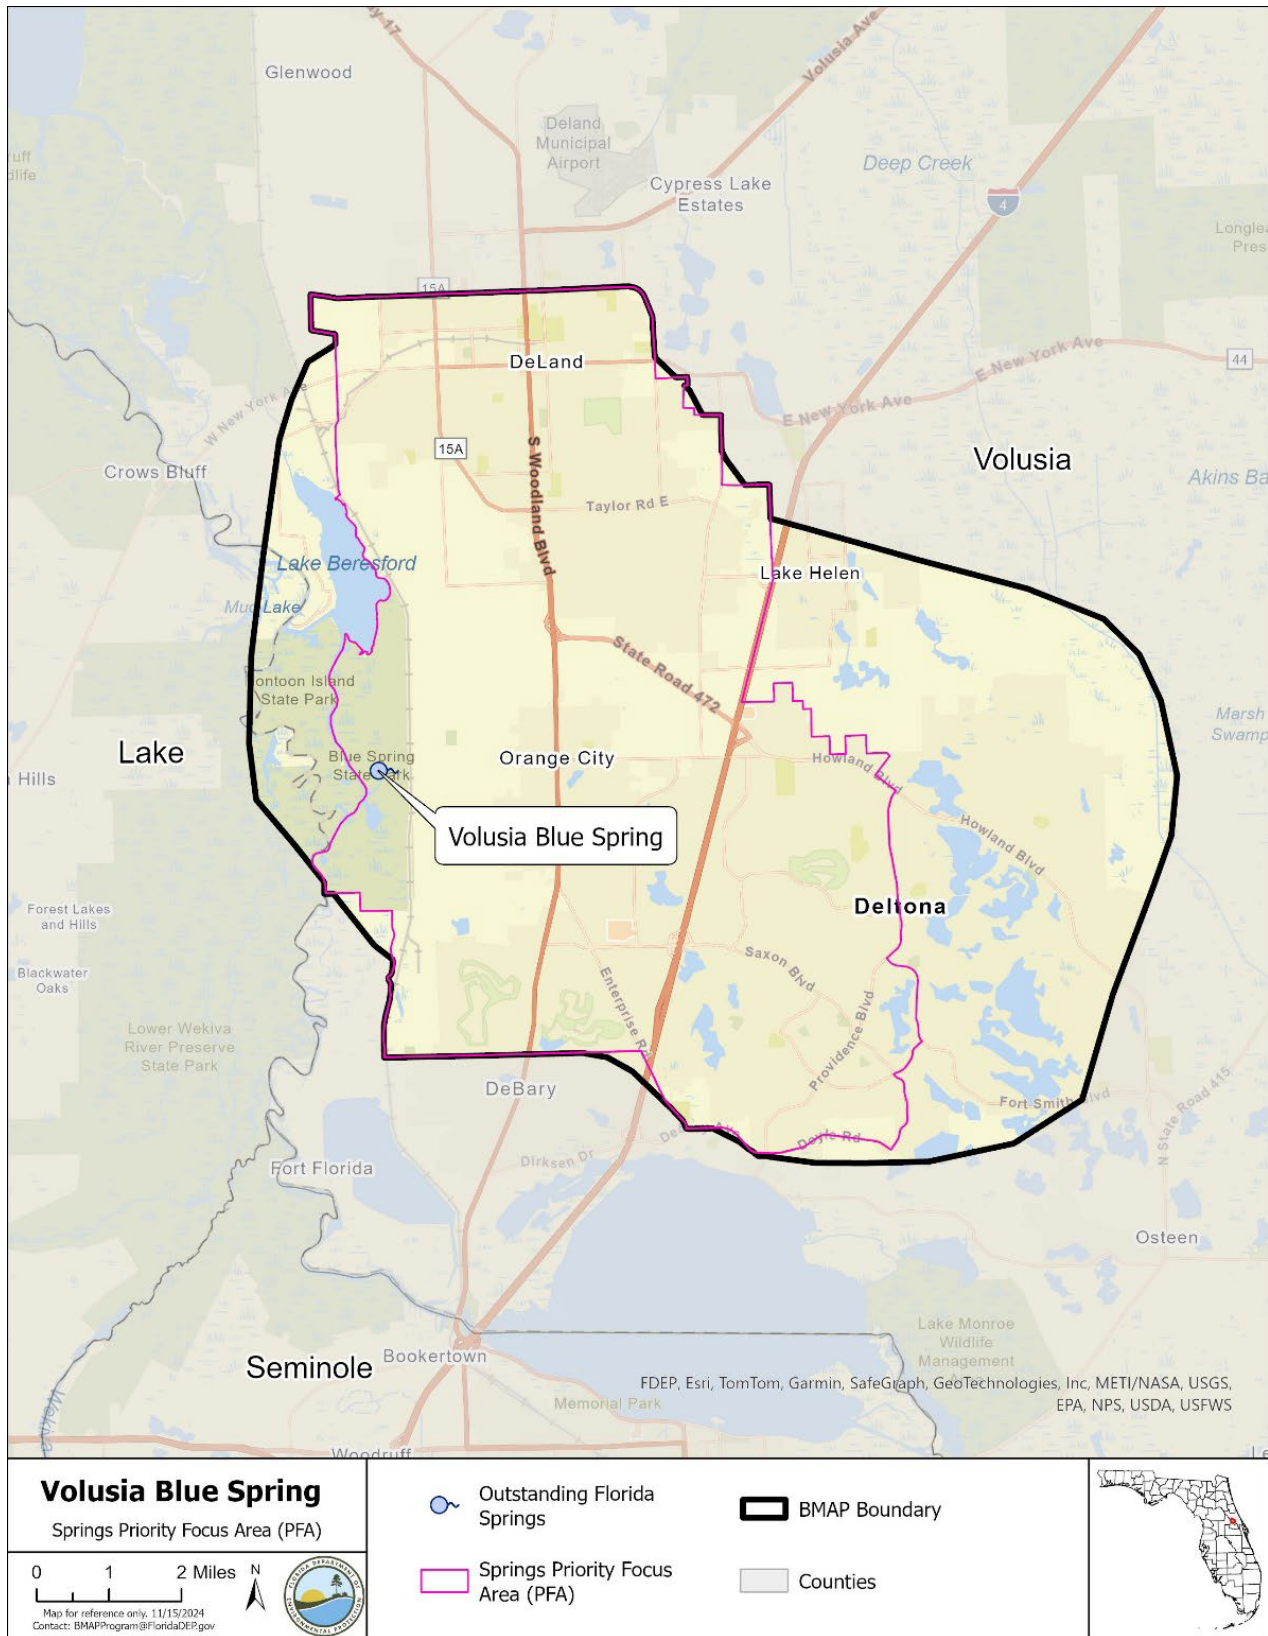 Hwy 17
Volusia Ave
Glenwood
Deland
Municipal
Airport
Deep Creek
Cypress Lake
Estates
4
15A
DeLand
E New York Ave
44
E New York Ave
W New York Ave
Crows Bluff
15A
S Woodland Blvd
Volusia
Taylor Rd E
Lake Beresford
Lake Helen
Mud Lake
State Road 472
ontoon Island
State Park
Lake
Marsh
Swamp
Blue Spring
State Park
Orange City
Howland Blvd
Hills
Volusia Blue Spring
Howland Blvd
Forest Lakes
and Hills
Deltona
Saxon Blvd
Blackwater
Oaks
Enterprise Rd
Providence Blvd
Lower Wekiva
River Preserve
State Park
DeBary
Fort Smith Blvd
N State Road 415
Doyle Rd
Dirksen Dr
Fort Florida
Osteen
Lake Monroe
Wildlife
Management
Seminole
Bookertown
FDEP, Esri, TomTom, Garmin, SafeGraph, GeoTechnologies, Inc, METI/NASA, USGS,
EPA, NPS, USDA, USFWS
Memorial Park
Wekiva
Woodruff
Volusia Blue Spring
Springs Priority Focus Area (PFA)
0 1 2 Miles
N
Map for reference only. 11/15/2024
Contact: BMAPProgram@FloridaDEP.gov
FLORIDA DEPARTMENT OF
ENVIRONMENTAL PROTECTION
Outstanding Florida
Springs
BMAP Boundary
Springs Priority Focus
Area (PFA)
Counties